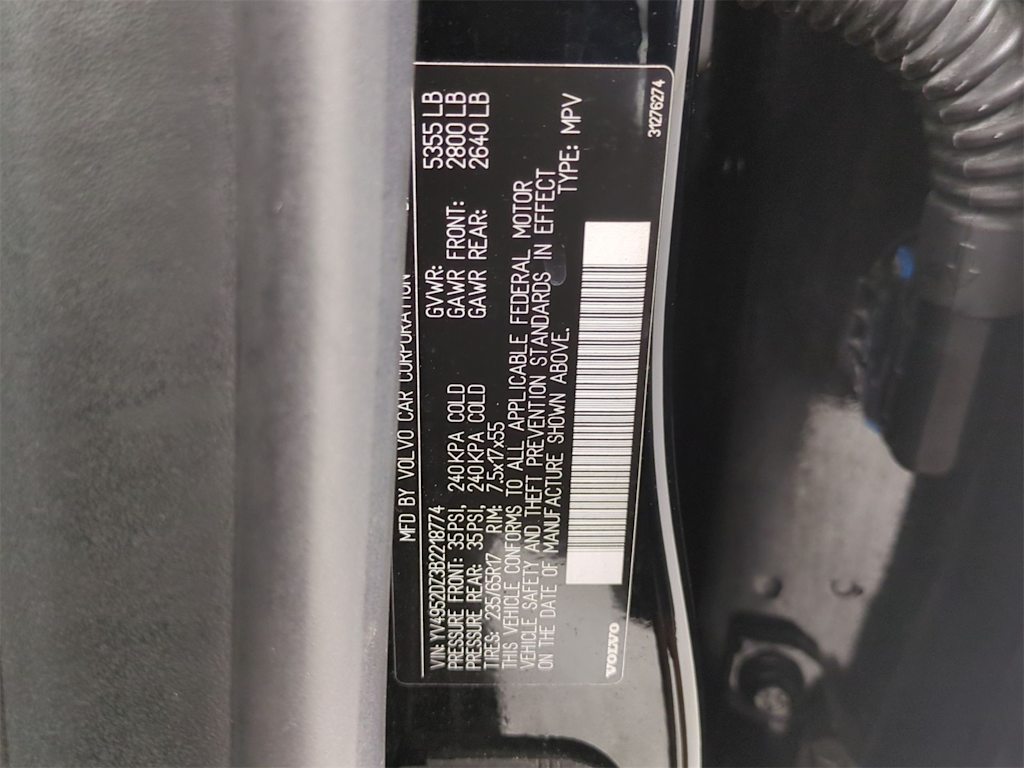 MFD BY VOLVO CAR CORPORATION
VIN: YV4952DZ3B2218774
PRESSURE FRONT: 35PSI, 240KPA COLD
PRESSURE REAR: 35PSI, 240KPA COLD
TIRES: 235/65R17 RIM: 7.5x17x55
GVWR: 5355 LB
GAWR FRONT: 2800 LB
GAWR REAR: 2640 LB
THIS VEHICLE CONFORMS TO ALL APPLICABLE FEDERAL MOTOR
VEHICLE SAFETY AND THEFT PREVENTION STANDARDS IN EFFECT
ON THE DATE OF MANUFACTURE SHOWN ABOVE. TYPE: MPV
VOLVO
31276274